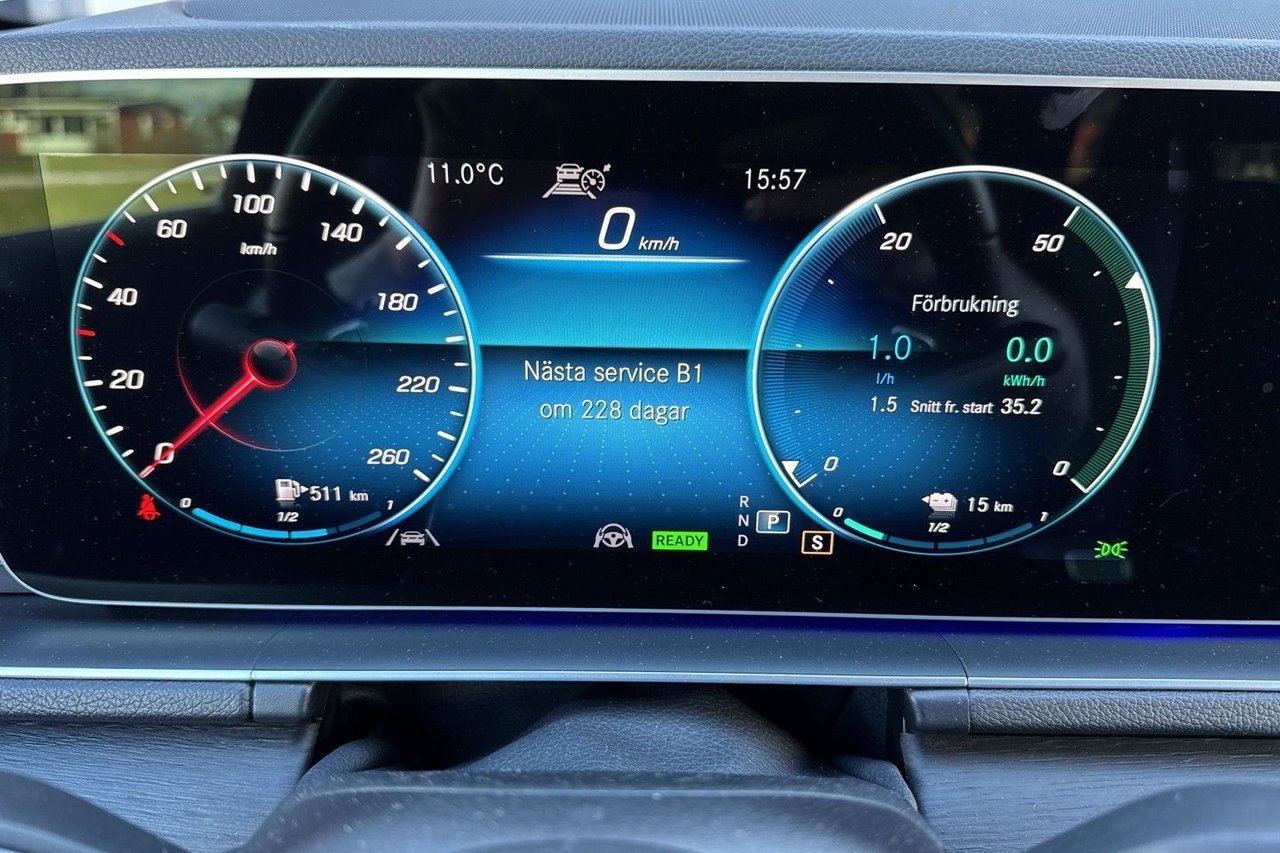 11.0°C
15:57
0 km/h
100
60
140
km/h
40
180
20
220
0
260
511 km
0
1/2
1
Nästa service B1
om 228 dagar
READY
R
N
P
D
S
20
50
Förbrukning
1.0
0.0
l/h
kWh/h
1.5 Snitt fr. start 35.2
0
0
15 km
0
1/2
1